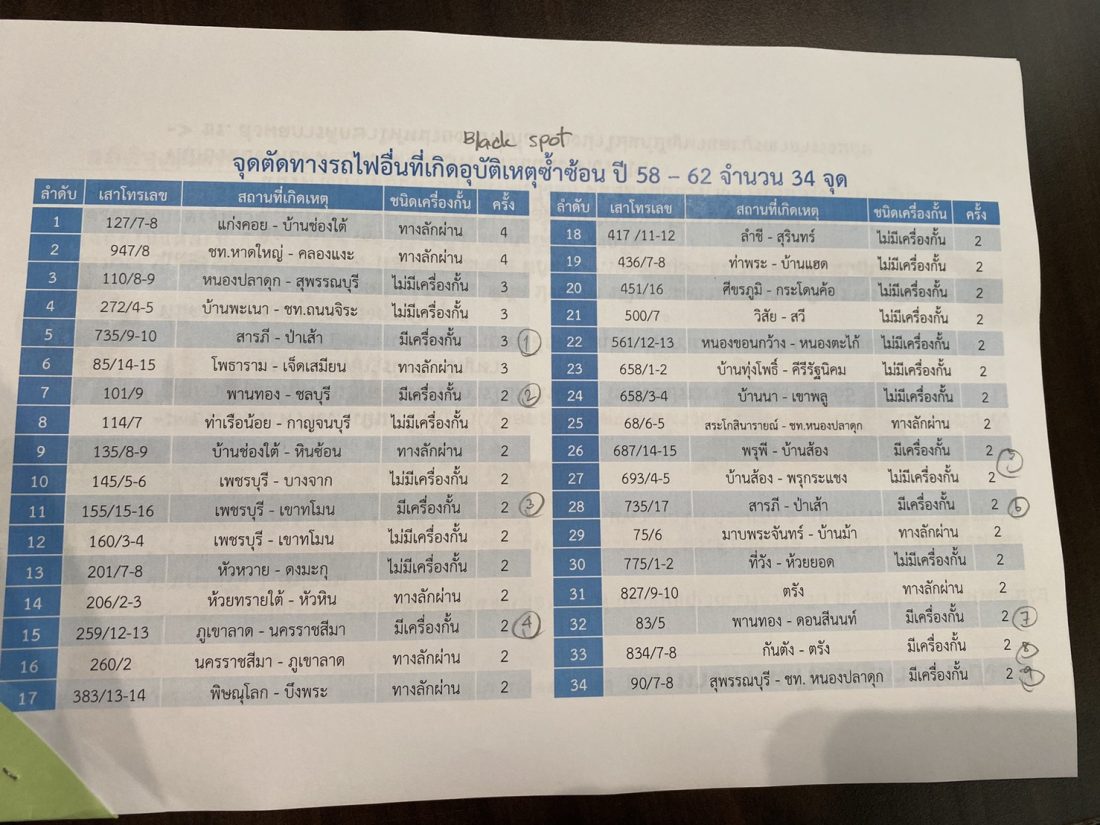 Black spot
จุดตัดทางรถไฟอื่นที่เกิดอุบัติเหตุซ้ำซ้อน ปี 58 – 62 จำนวน 34 จุด
ลำดับ เสาโทรเลข สถานที่เกิดเหตุ ชนิดเครื่องกั้น ครั้ง
1 127/7-8 แก่งคอย - บ้านช่องใต้ ทางลักผ่าน 4
2 947/8 ชท.หาดใหญ่ - คลองแงะ ทางลักผ่าน 4
3 110/8-9 หนองปลาดุก - สุพรรณบุรี ไม่มีเครื่องกั้น 3
4 272/4-5 บ้านพะเนา - ชท.ถนนจิระ ไม่มีเครื่องกั้น 3
5 735/9-10 สารภี - ป่าเส้า มีเครื่องกั้น 3 1
6 85/14-15 โพธาราม - เจ็ดเสมียน ทางลักผ่าน 3
7 101/9 พานทอง - ชลบุรี มีเครื่องกั้น 2 2
8 114/7 ท่าเรือน้อย - กาญจนบุรี ไม่มีเครื่องกั้น 2
9 135/8-9 บ้านช่องใต้ - หินซ้อน ทางลักผ่าน 2
10 145/5-6 เพชรบุรี - บางจาก ไม่มีเครื่องกั้น 2
11 155/15-16 เพชรบุรี - เขาทโมน มีเครื่องกั้น 2 3
12 160/3-4 เพชรบุรี - เขาทโมน ไม่มีเครื่องกั้น 2
13 201/7-8 หัวหวาย - ดงมะกุ ไม่มีเครื่องกั้น 2
14 206/2-3 ห้วยทรายใต้ - หัวหิน ทางลักผ่าน 2
15 259/12-13 ภูเขาลาด - นครราชสีมา มีเครื่องกั้น 2 4
16 260/2 นครราชสีมา - ภูเขาลาด ทางลักผ่าน 2
17 383/13-14 พิษณุโลก - บึงพระ ทางลักผ่าน 2
ลำดับ เสาโทรเลข สถานที่เกิดเหตุ ชนิดเครื่องกั้น ครั้ง
18 417 /11-12 ลำชี - สุรินทร์ ไม่มีเครื่องกั้น 2
19 436/7-8 ท่าพระ - บ้านแฮด ไม่มีเครื่องกั้น 2
20 451/16 ศีขรภูมิ - กระโดนค้อ ไม่มีเครื่องกั้น 2
21 500/7 วิสัย - สวี ไม่มีเครื่องกั้น 2
22 561/12-13 หนองขอนกว้าง - หนองตะไก้ ไม่มีเครื่องกั้น 2
23 658/1-2 บ้านทุ่งโพธิ์ - คีรีรัฐนิคม ไม่มีเครื่องกั้น 2
24 658/3-4 บ้านนา - เขาพลู ไม่มีเครื่องกั้น 2
25 68/6-5 สระโกสินารายณ์ - ชท.หนองปลาดุก ทางลักผ่าน 2
26 687/14-15 พรุพี - บ้านส้อง มีเครื่องกั้น 2 5
27 693/4-5 บ้านส้อง - พรุกระแชง ไม่มีเครื่องกั้น 2
28 735/17 สารภี - ป่าเส้า มีเครื่องกั้น 2 6
29 75/6 มาบพระจันทร์ - บ้านม้า ทางลักผ่าน 2
30 775/1-2 ที่วัง - ห้วยยอด ไม่มีเครื่องกั้น 2
31 827/9-10 ตรัง ทางลักผ่าน 2
32 83/5 พานทอง - ดอนสีนนท์ มีเครื่องกั้น 2 7
33 834/7-8 กันตัง - ตรัง มีเครื่องกั้น 2 8
34 90/7-8 สุพรรณบุรี - ชท. หนองปลาดุก มีเครื่องกั้น 2 9